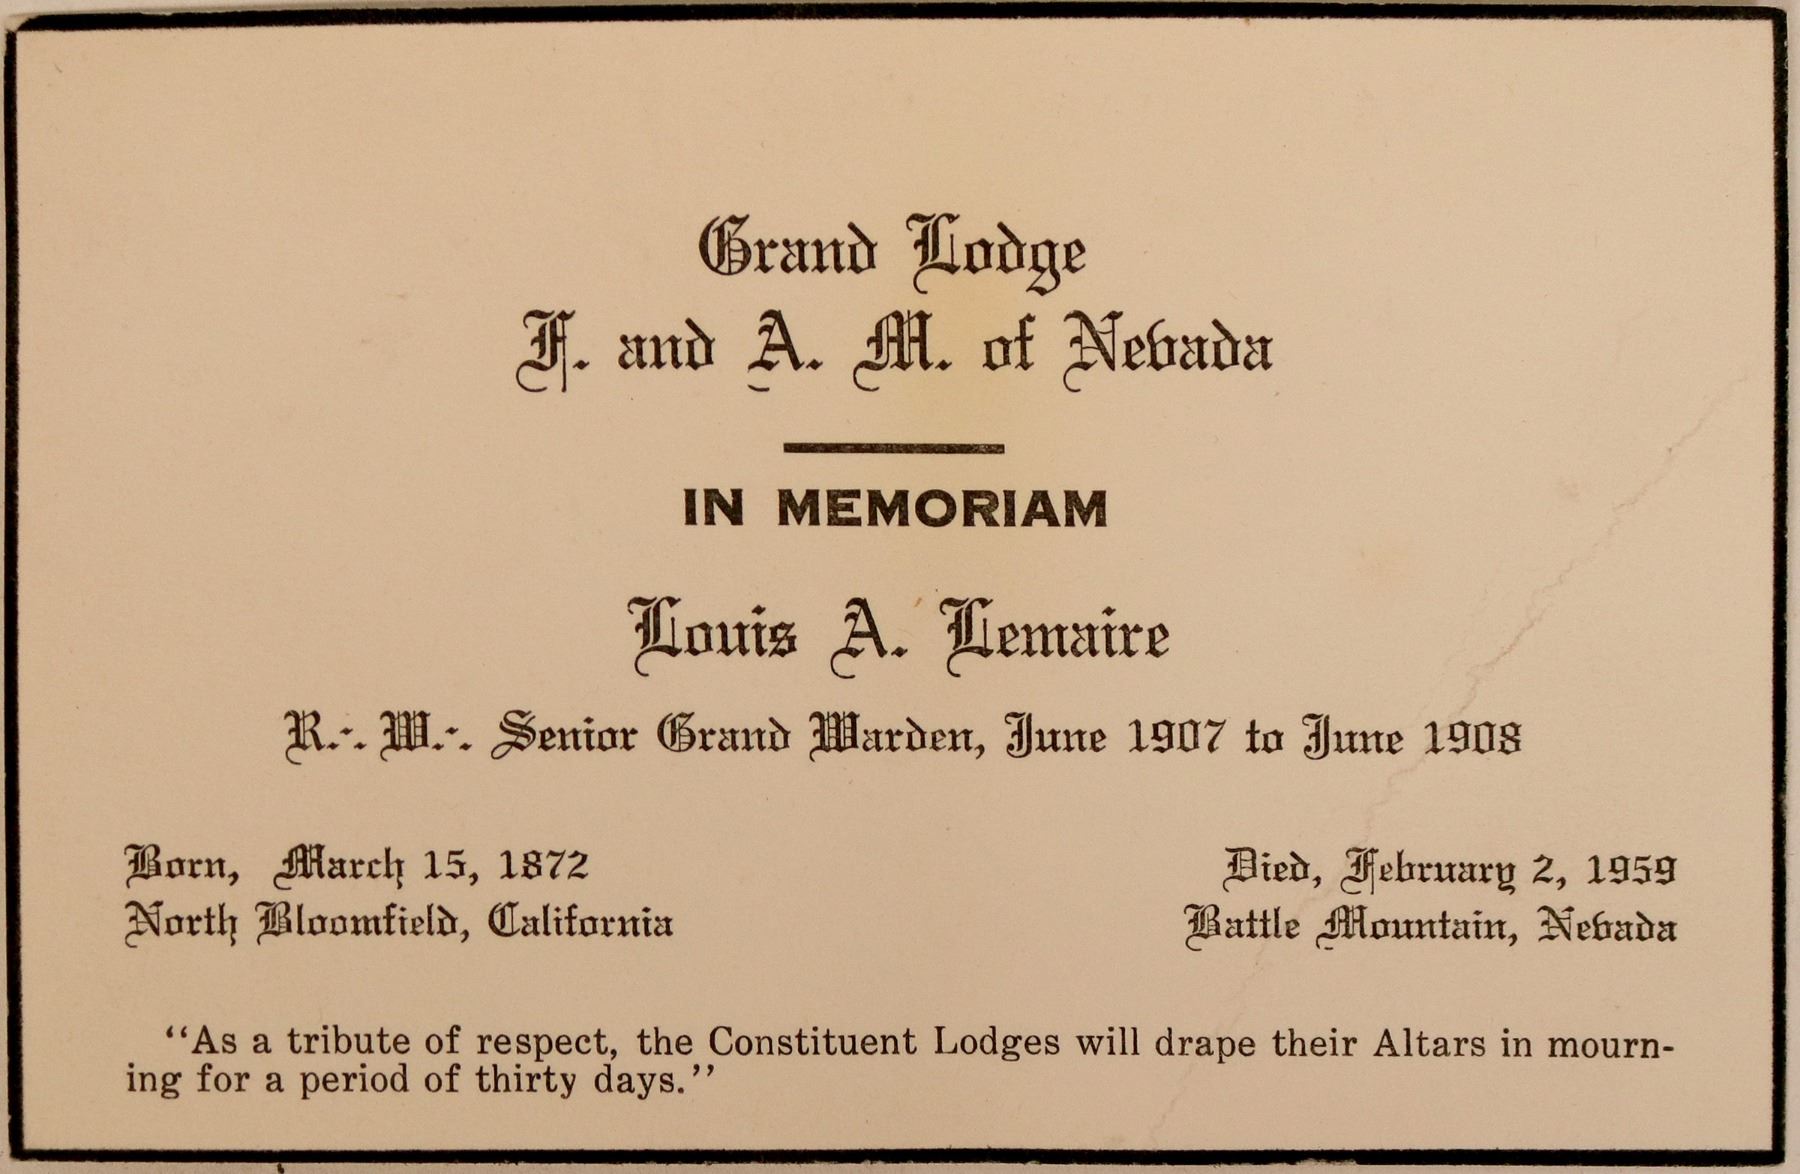 Grand Lodge
F. and A. M. of Nevada
IN MEMORIAM
Louis A. Lemaire
R∴ W∴ Senior Grand Warden, June 1907 to June 1908
Born, March 15, 1872
North Bloomfield, California
Died, February 2, 1959
Battle Mountain, Nevada
"As a tribute of respect, the Constituent Lodges will drape their Altars in mourn-
ing for a period of thirty days."